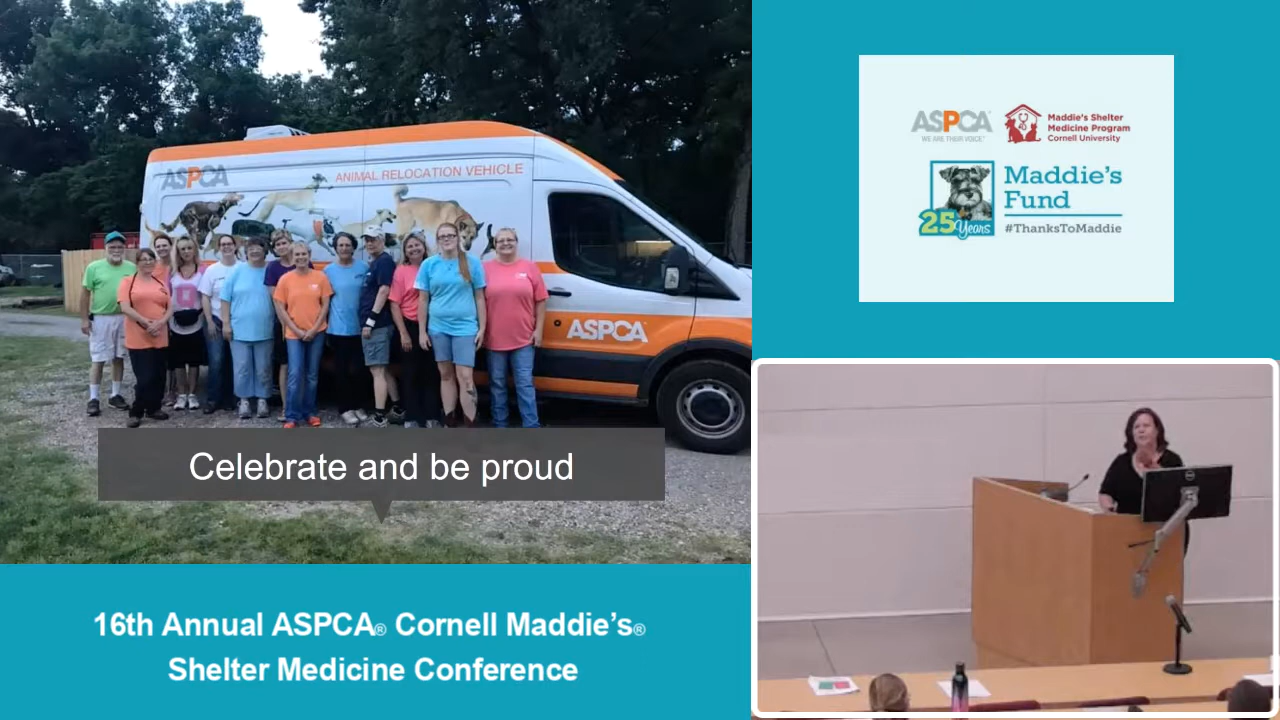 ASPCA
ANIMAL RELOCATION VEHICLE
ASPCA
Celebrate and be proud
16th Annual ASPCA® Cornell Maddie's®
Shelter Medicine Conference
ASPCA
WE ARE THEIR VOICE®
Maddie's Shelter
Medicine Program
Cornell University
25 Years
Maddie's
Fund
#ThanksToMaddie
DELL